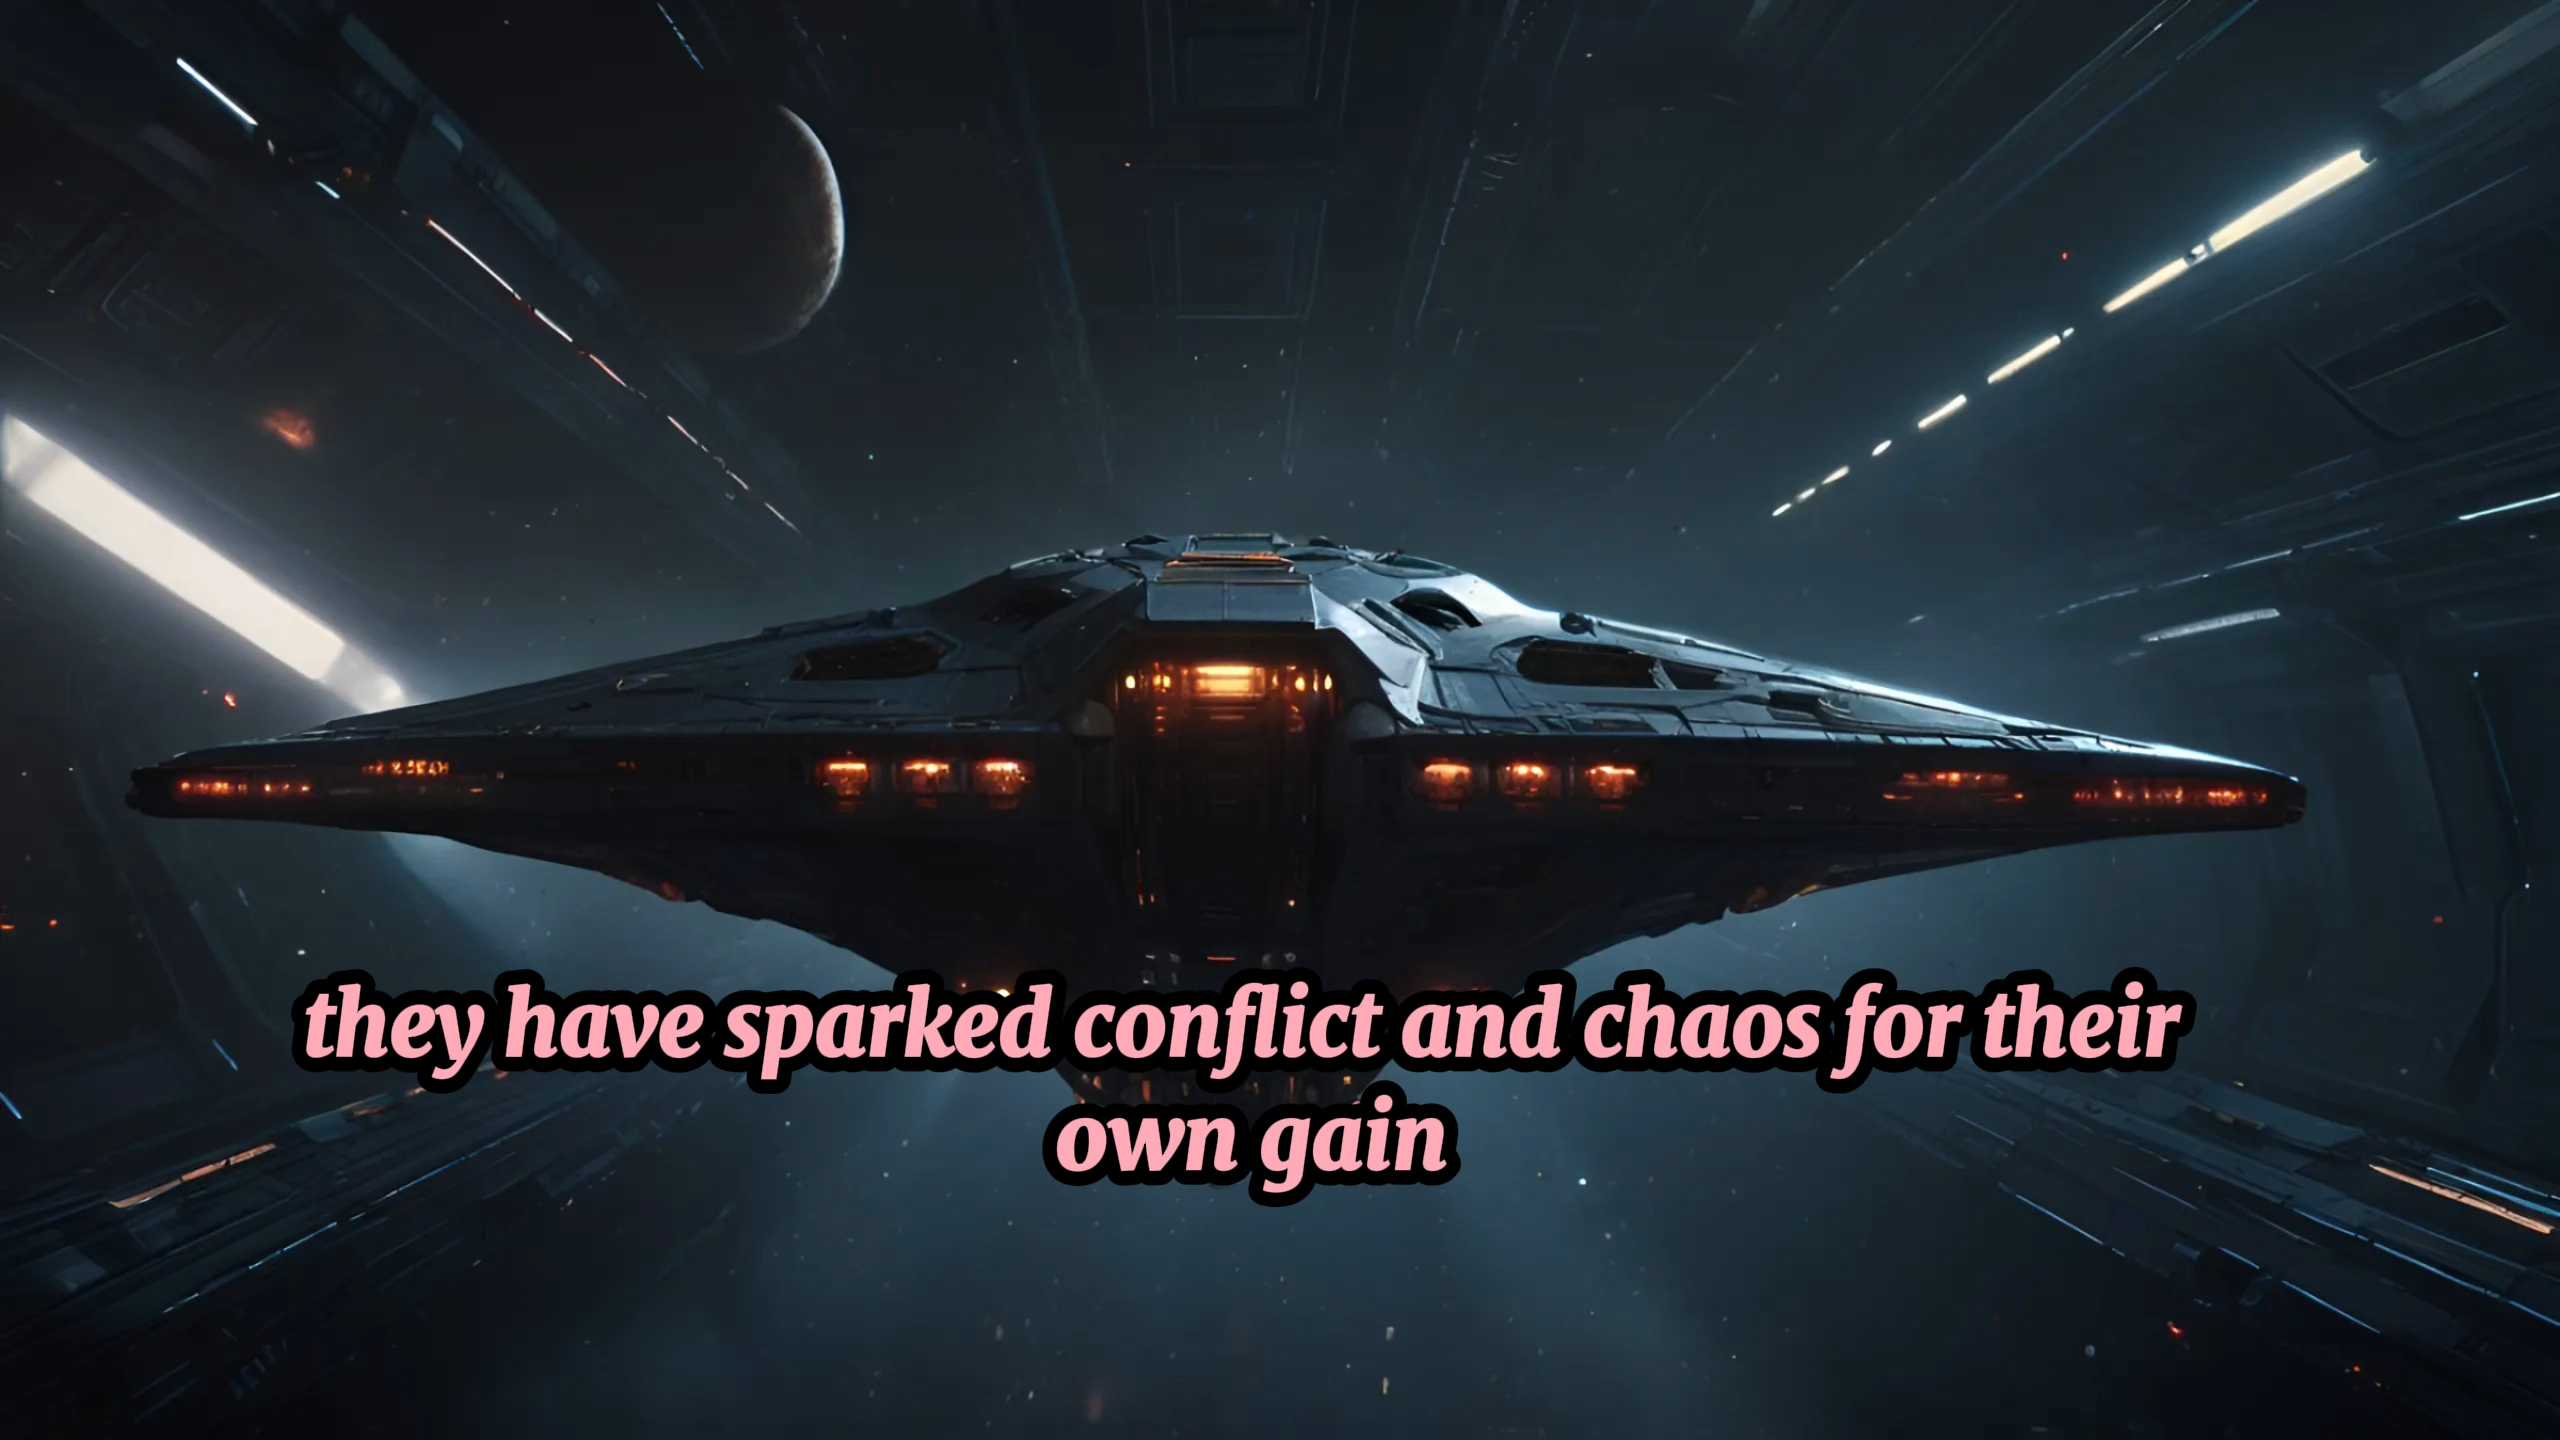 they have sparked conflict and chaos for their
own gain